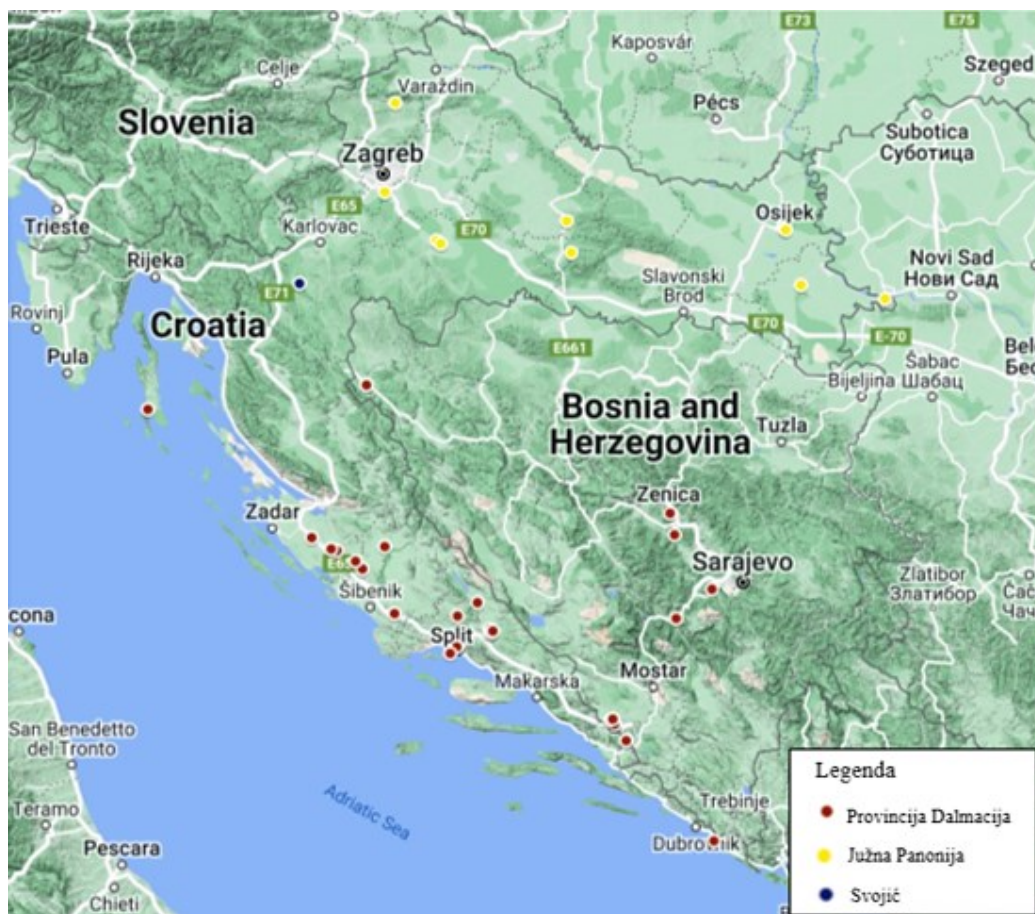 E73
E75
Kaposvár
Szeged
Celje
Varaždin
Pécs
Slovenia
Subotica
Суботица
Zagreb
E65
Trieste
Karlovac
E70
Osijek
Rijeka
Novi Sad
Нови Сад
Slavonski
Brod
E71
Rovinj
Croatia
E70
E-70
Pula
E661
Šabac
Шабац
Bijeljina
Bosnia and
Herzegovina
Tuzla
Zenica
Zadar
Sarajevo
Zlatibor
Златибор
Šibenik
cona
Split
Mostar
Makarska
San Benedetto
del Tronto
Adriatic Sea
Teramo
Trebinje
Pescara
Chieti
Legenda
Provincija Dalmacija
Južna Panonija
Svojić